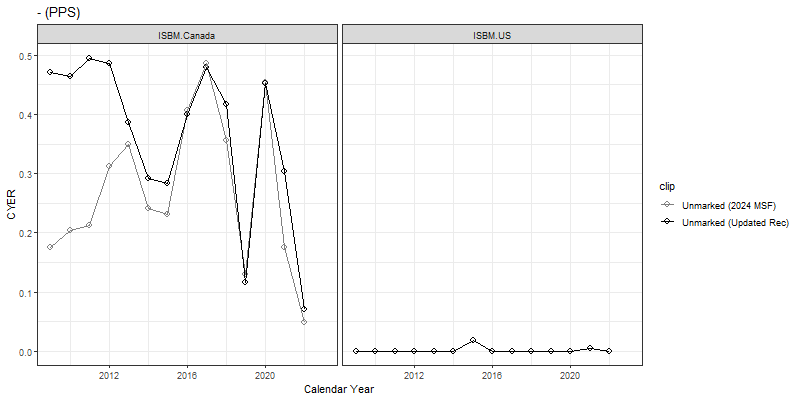 - (PPS)
ISBM.Canada
ISBM.US
0.5
0.4
0.3
0.2
0.1
0.0
CYER
2012
2016
2020
2012
2016
2020
Calendar Year
clip
Unmarked (2024 MSF)
Unmarked (Updated Rec)